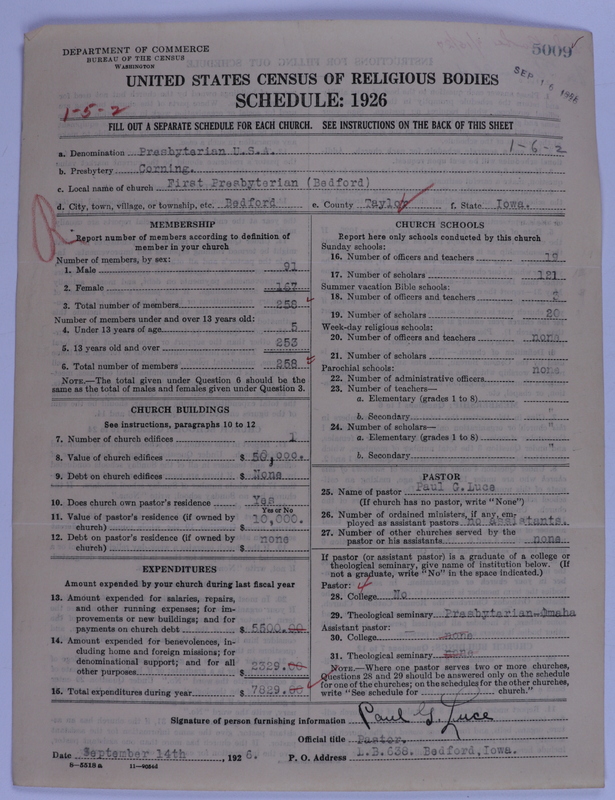 DEPARTMENT OF COMMERCE
BUREAU OF THE CENSUS
WASHINGTON
5009
SEP 16 1926
UNITED STATES CENSUS OF RELIGIOUS BODIES
SCHEDULE: 1926
1-5-2
FILL OUT A SEPARATE SCHEDULE FOR EACH CHURCH. SEE INSTRUCTIONS ON THE BACK OF THIS SHEET
1-6-2
a. Denomination Presbyterian U.S.A.
b. Presbytery Corning.
c. Local name of church First Presbyterian (Bedford)
d. City, town, village, or township, etc. Bedford e. County Taylor f. State Iowa.
R
MEMBERSHIP
Report number of members according to definition of
member in your church
Number of members, by sex:
1. Male 91
2. Female 167
3. Total number of members 258
Number of members under and over 13 years old:
4. Under 13 years of age 5
5. 13 years old and over 253
6. Total number of members 258
NOTE.—The total given under Question 6 should be
same as the total of males and females given under Question 3.
CHURCH BUILDINGS
See instructions, paragraphs 10 to 12
7. Number of church edifices 1
8. Value of church edifices $ 50,000.
9. Debt on church edifices $ None
10. Does church own pastor's residence Yes
Yes or No
11. Value of pastor's residence (if owned by
church) $ 10,000.
12. Debt on pastor's residence (if owned by
church) $ none
EXPENDITURES
Amount expended by your church during last fiscal year
13. Amount expended for salaries, repairs,
and other running expenses; for im-
provements or new buildings; and for
payments on church debt $ 5500.00
14. Amount expended for benevolences, in-
cluding home and foreign missions; for
denominational support; and for all
other purposes $ 2329.00
15. Total expenditures during year $ 7829.00
CHURCH SCHOOLS
Report here only schools conducted by this church
Sunday schools:
16. Number of officers and teachers 19
17. Number of scholars 121
Summer vacation Bible schools:
18. Number of officers and teachers
19. Number of scholars 20
Week-day religious schools:
20. Number of officers and teachers none
21. Number of scholars "
Parochial schools:
22. Number of administrative officers none
23. Number of teachers—
a. Elementary (grades 1 to 8) "
b. Secondary "
24. Number of scholars—
a. Elementary (grades 1 to 8) "
b. Secondary "
PASTOR
25. Name of pastor Paul G. Luce
(If church has no pastor, write "None")
26. Number of ordained ministers, if any, em-
ployed as assistant pastors no assistants.
27. Number of other churches served by the
pastor or his assistants none
If pastor (or assistant pastor) is a graduate of a college or
theological seminary, give name of institution below. (If
not a graduate, write "No" in the space indicated.)
Pastor:
28. College No
29. Theological seminary Presbyterian-Omaha
Assistant pastor:
30. College none
31. Theological seminary none
NOTE.—Where one pastor serves two or more churches,
Questions 28 and 29 should be answered only on the schedule
for one of the churches; on the schedules for the other churches,
write "See schedule for church."
Signature of person furnishing information Paul G. Luce
Official title Pastor.
Date September 14th, 1926. P. O. Address L.B.638. Bedford, Iowa.
8—5518a 11—9054d